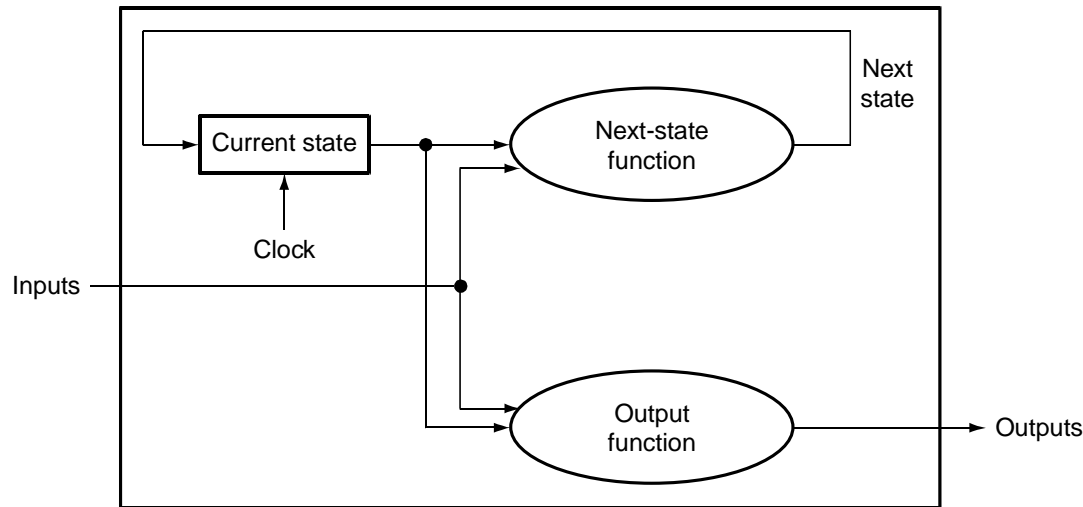 Next
state
Current state
Next-state
function
Clock
Inputs
Output
function
Outputs